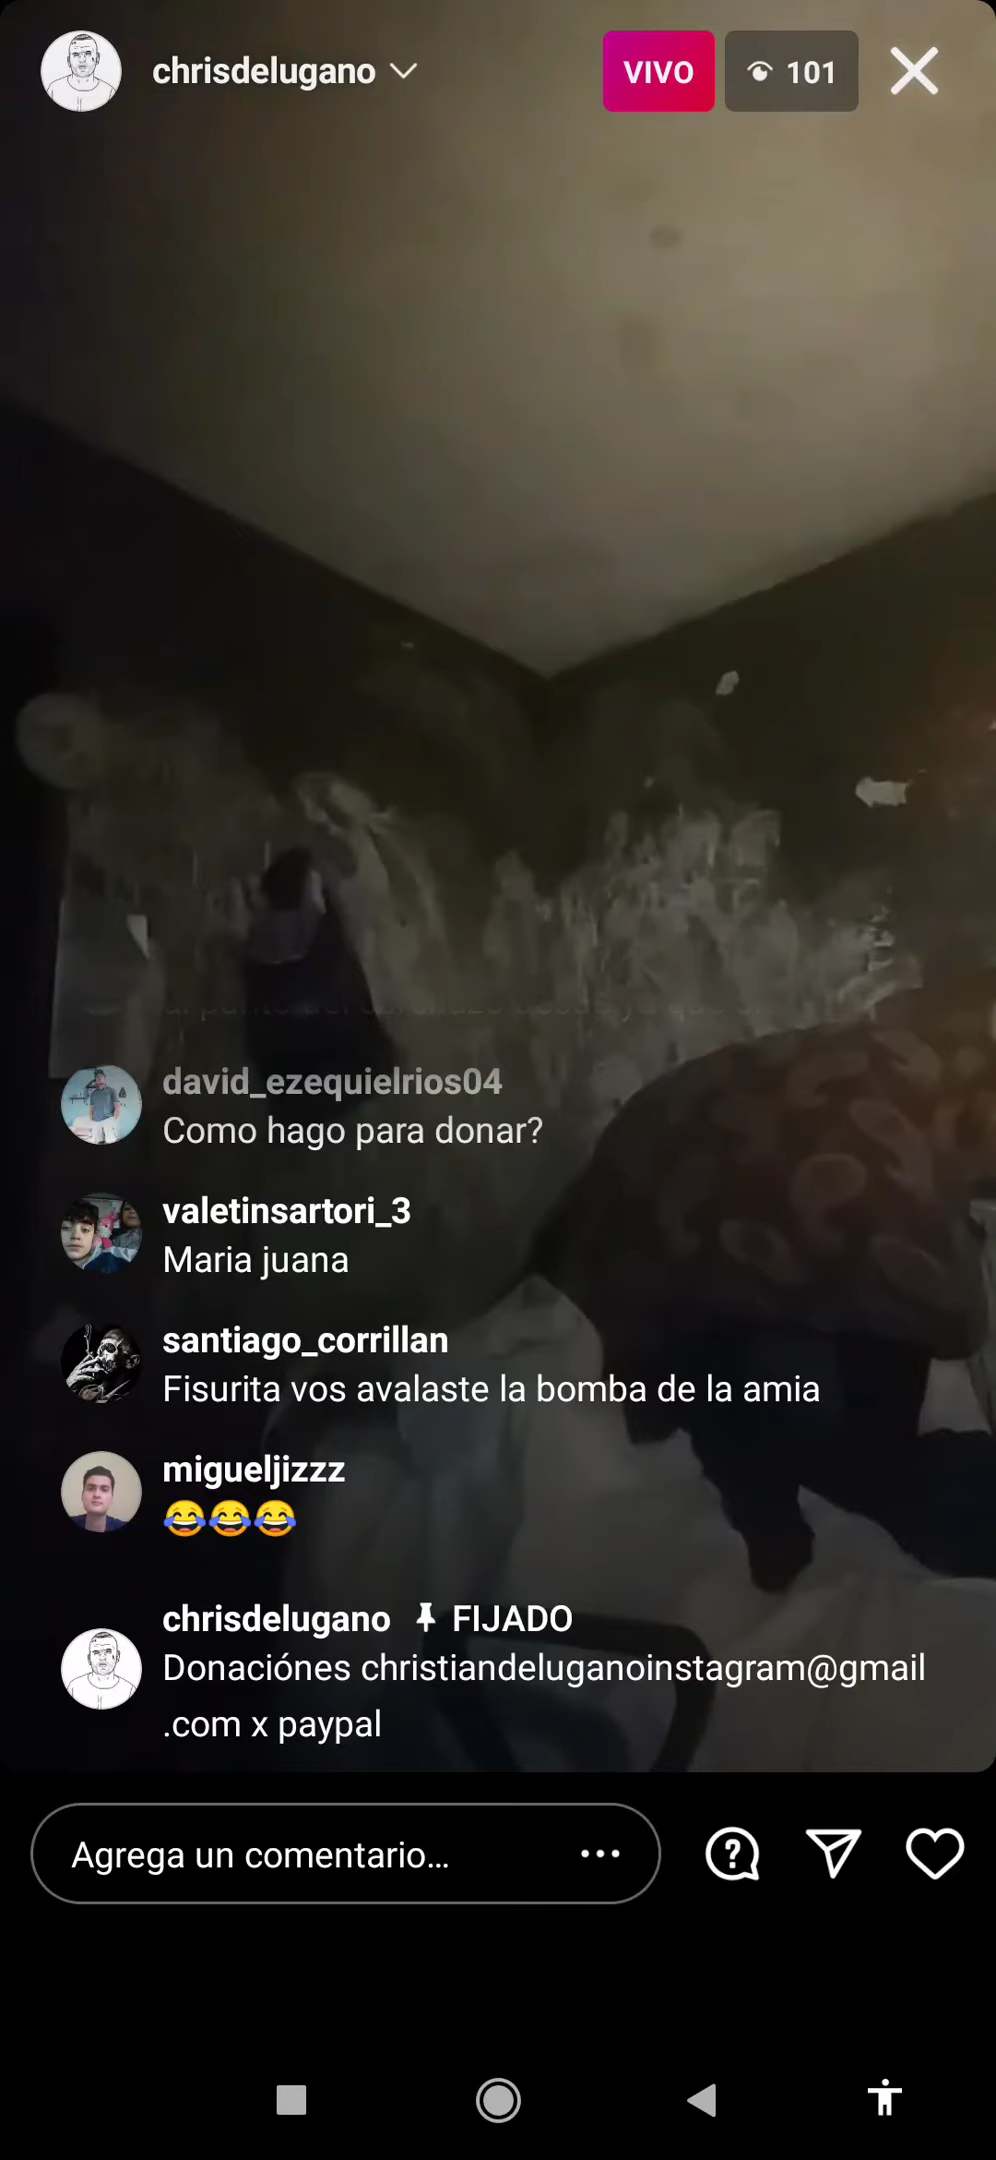 chrisdelugano
VIVO
101
david_ezequielrios04
Como hago para donar?
valetinsartori_3
Maria juana
santiago_corrillan
Fisurita vos avalaste la bomba de la amia
migueljizzz
😂😂😂
chrisdelugano FIJADO
Donaciónes christiandeluganoinstagram@gmail
.com x paypal
Agrega un comentario...